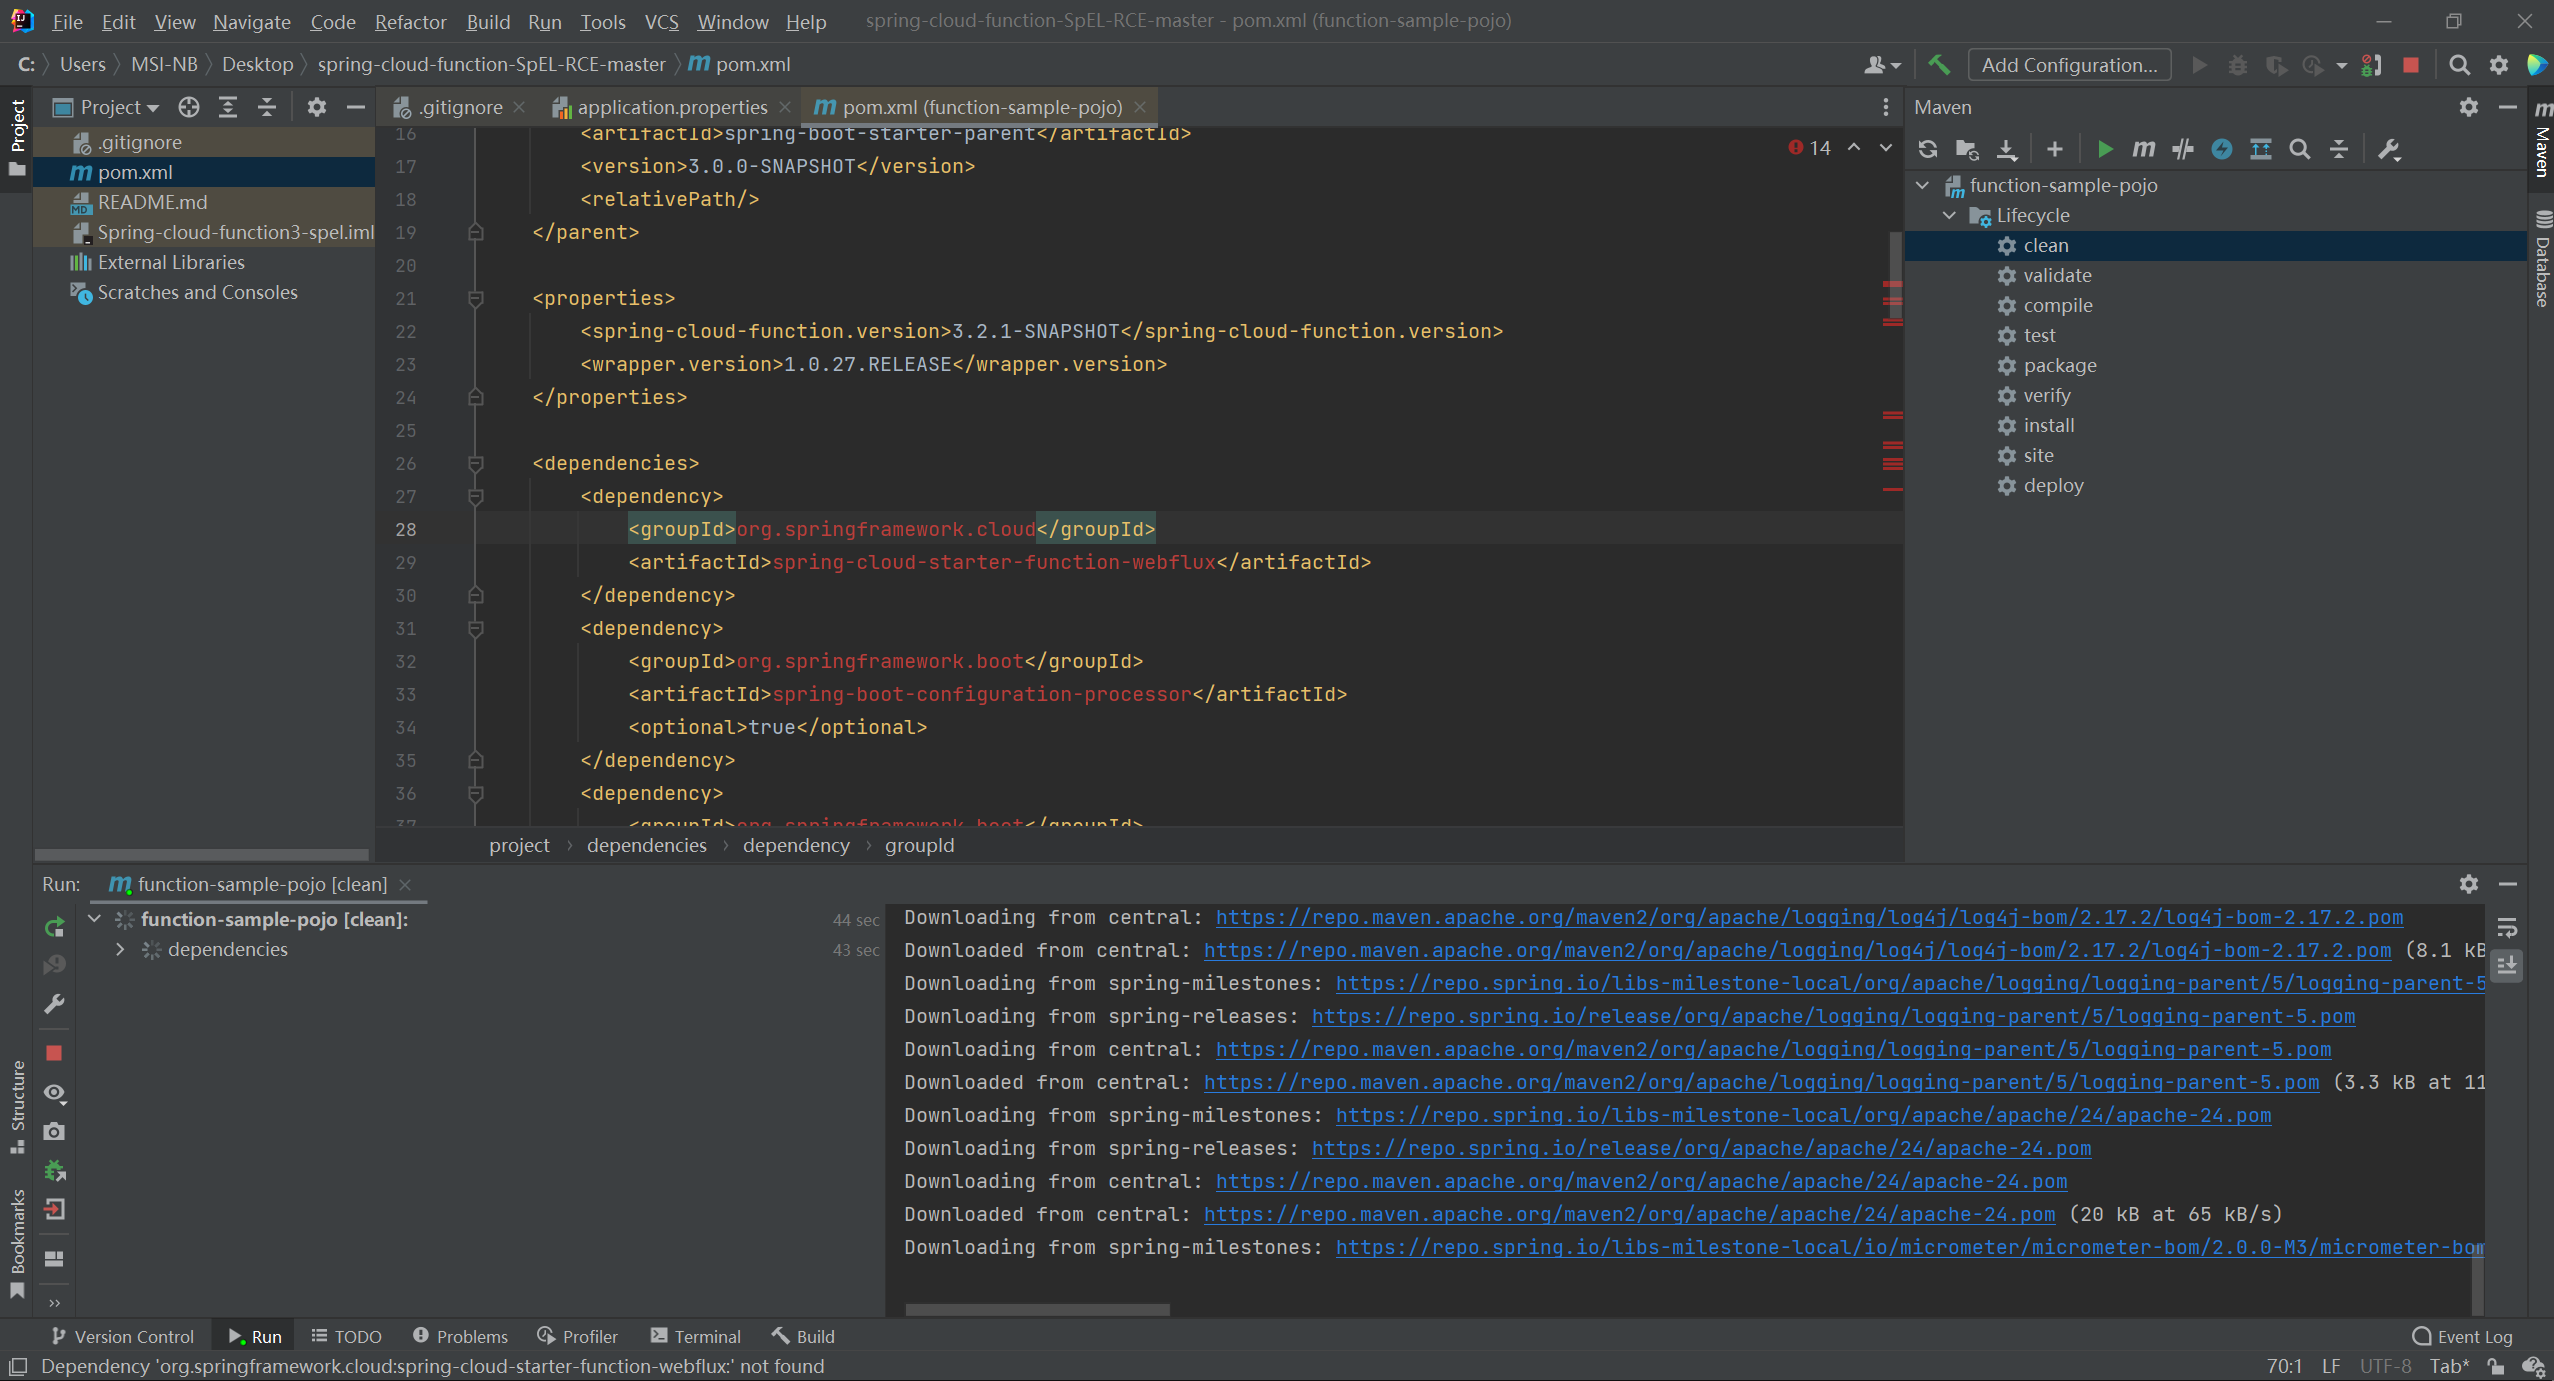 File Edit View Navigate Code Refactor Build Run Tools VCS Window Help spring-cloud-function-SpEL-RCE-master - pom.xml (function-sample-pojo)
C: Users MSI-NB Desktop spring-cloud-function-SpEL-RCE-master pom.xml Add Configuration...
Project
.gitignore
pom.xml
README.md
Spring-cloud-function3-spel.iml
External Libraries
Scratches and Consoles
Project
Structure
Bookmarks
.gitignore application.properties pom.xml (function-sample-pojo)
14
16 <artifactId>spring-boot-starter-parent</artifactId>
17 <version>3.0.0-SNAPSHOT</version>
18 <relativePath/>
19 </parent>
20
21 <properties>
22 <spring-cloud-function.version>3.2.1-SNAPSHOT</spring-cloud-function.version>
23 <wrapper.version>1.0.27.RELEASE</wrapper.version>
24 </properties>
25
26 <dependencies>
27 <dependency>
28 <groupId>org.springframework.cloud</groupId>
29 <artifactId>spring-cloud-starter-function-webflux</artifactId>
30 </dependency>
31 <dependency>
32 <groupId>org.springframework.boot</groupId>
33 <artifactId>spring-boot-configuration-processor</artifactId>
34 <optional>true</optional>
35 </dependency>
36 <dependency>
37 <groupId>org.springframework.boot</groupId>
project dependencies dependency groupId
Maven
function-sample-pojo
Lifecycle
clean
validate
compile
test
package
verify
install
site
deploy
Maven
Database
Run: function-sample-pojo [clean]
function-sample-pojo [clean]: 44 sec
dependencies 43 sec
Downloading from central: https://repo.maven.apache.org/maven2/org/apache/logging/log4j/log4j-bom/2.17.2/log4j-bom-2.17.2.pom
Downloaded from central: https://repo.maven.apache.org/maven2/org/apache/logging/log4j/log4j-bom/2.17.2/log4j-bom-2.17.2.pom (8.1 kB
Downloading from spring-milestones: https://repo.spring.io/libs-milestone-local/org/apache/logging/logging-parent/5/logging-parent-5
Downloading from spring-releases: https://repo.spring.io/release/org/apache/logging/logging-parent/5/logging-parent-5.pom
Downloading from central: https://repo.maven.apache.org/maven2/org/apache/logging/logging-parent/5/logging-parent-5.pom
Downloaded from central: https://repo.maven.apache.org/maven2/org/apache/logging/logging-parent/5/logging-parent-5.pom (3.3 kB at 11
Downloading from spring-milestones: https://repo.spring.io/libs-milestone-local/org/apache/apache/24/apache-24.pom
Downloading from spring-releases: https://repo.spring.io/release/org/apache/apache/24/apache-24.pom
Downloading from central: https://repo.maven.apache.org/maven2/org/apache/apache/24/apache-24.pom
Downloaded from central: https://repo.maven.apache.org/maven2/org/apache/apache/24/apache-24.pom (20 kB at 65 kB/s)
Downloading from spring-milestones: https://repo.spring.io/libs-milestone-local/io/micrometer/micrometer-bom/2.0.0-M3/micrometer-bom
Version Control Run TODO Problems Profiler Terminal Build Event Log
Dependency 'org.springframework.cloud:spring-cloud-starter-function-webflux:' not found 70:1 LF UTF-8 Tab*